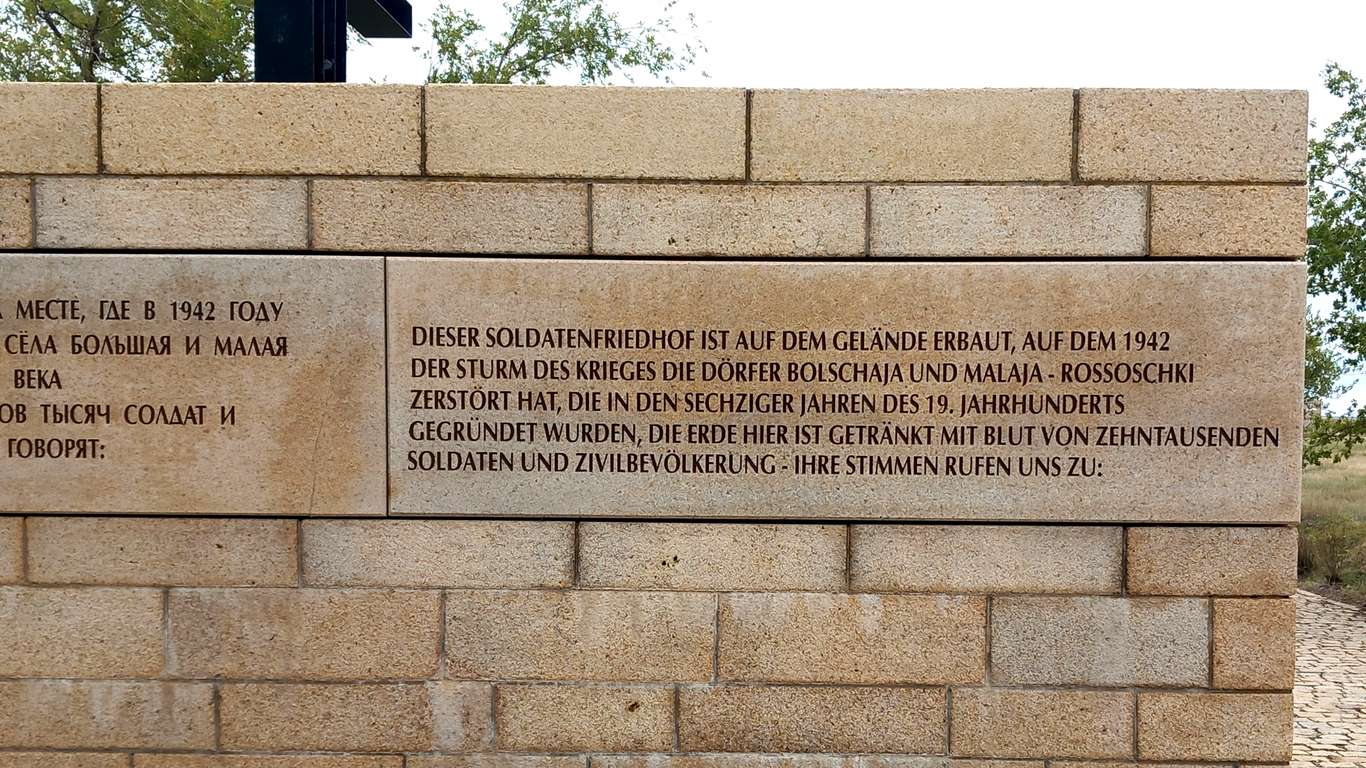 МЕСТЕ, ГДЕ В 1942 ГОДУ
СЁЛА БОЛЬШАЯ И МАЛАЯ
ВЕКА
ОВ ТЫСЯЧ СОЛДАТ И
ГОВОРЯТ:
DIESER SOLDATENFRIEDHOF IST AUF DEM GELÄNDE ERBAUT, AUF DEM 1942
DER STURM DES KRIEGES DIE DÖRFER BOLSCHAJA UND MALAJA - ROSSOSCHKI
ZERSTÖRT HAT, DIE IN DEN SECHZIGER JAHREN DES 19. JAHRHUNDERTS
GEGRÜNDET WURDEN, DIE ERDE HIER IST GETRÄNKT MIT BLUT VON ZEHNTAUSENDEN
SOLDATEN UND ZIVILBEVÖLKERUNG - IHRE STIMMEN RUFEN UNS ZU: